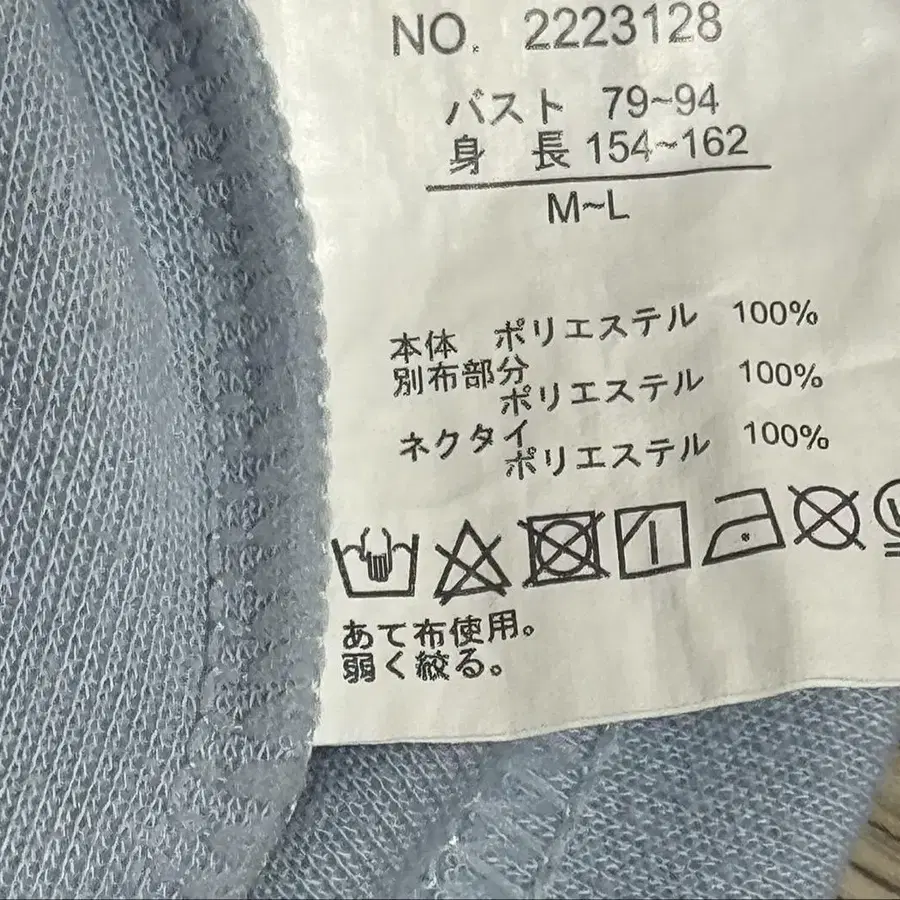 NO. 2223128
バスト 79~94
身 長 154~162
M~L
本体 ポリエステル 100%
別布部分
ポリエステル 100%
ネクタイ
ポリエステル 100%
あて布使用。
弱く絞る。